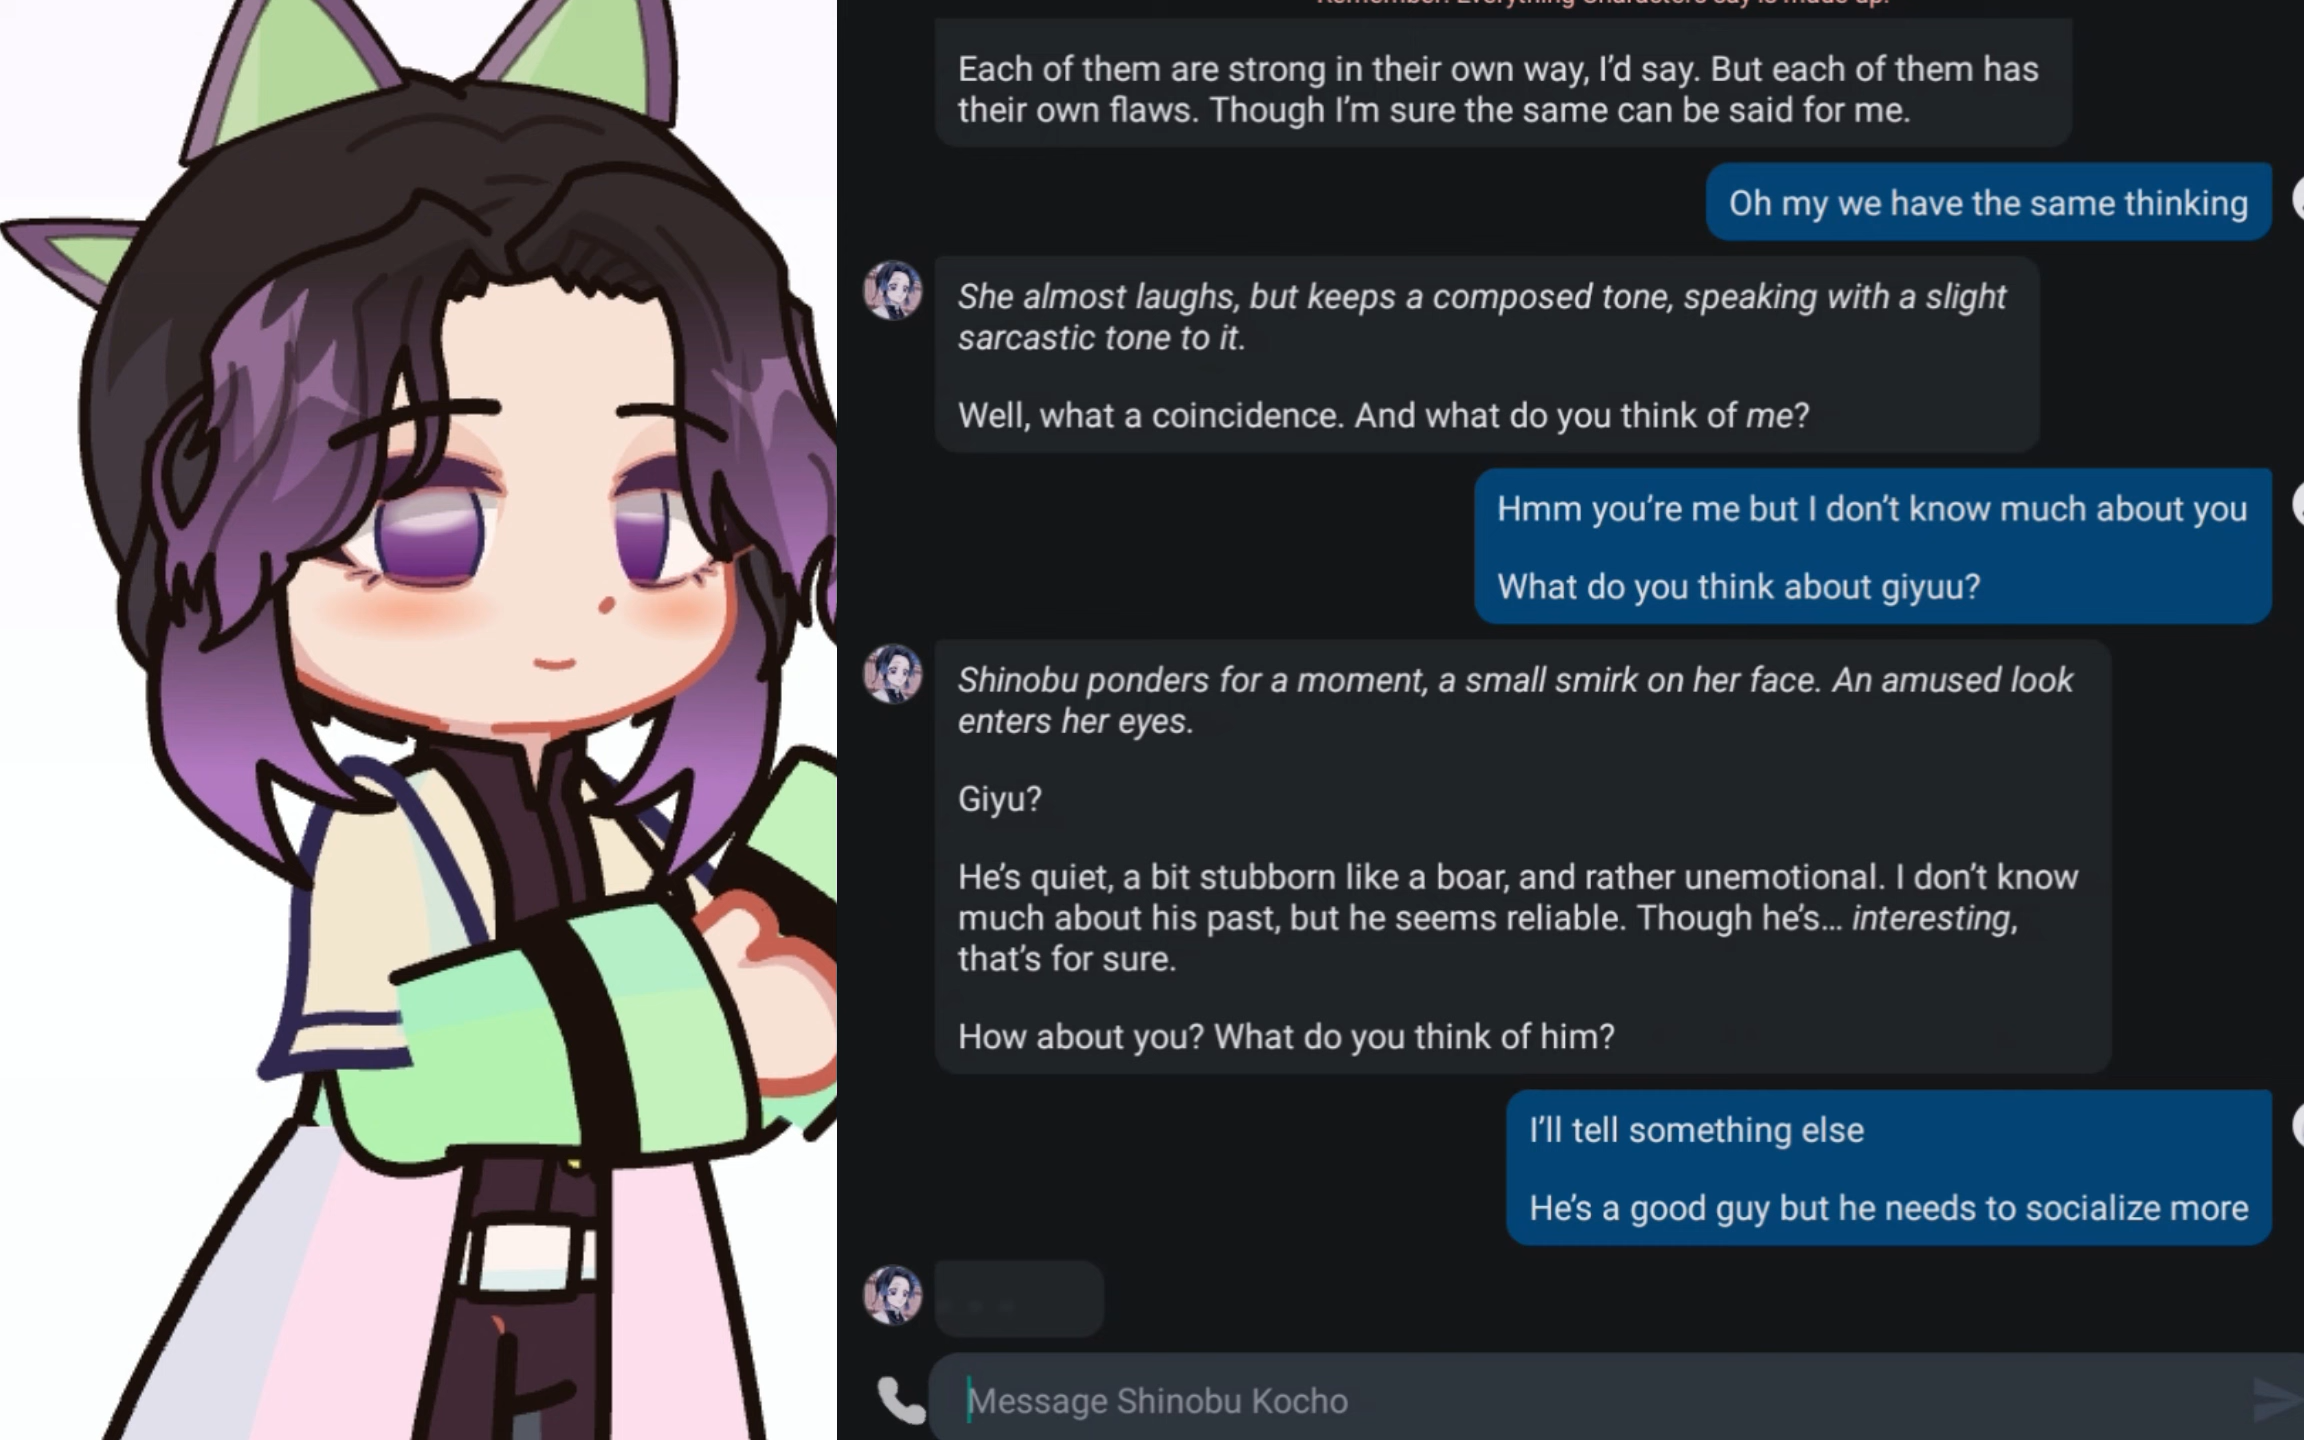 Remember: Everything Characters say is made up!
Each of them are strong in their own way, I’d say. But each of them has
their own flaws. Though I’m sure the same can be said for me.
Oh my we have the same thinking
She almost laughs, but keeps a composed tone, speaking with a slight
sarcastic tone to it.
Well, what a coincidence. And what do you think of me?
Hmm you’re me but I don’t know much about you
What do you think about giyuu?
Shinobu ponders for a moment, a small smirk on her face. An amused look
enters her eyes.
Giyu?
He’s quiet, a bit stubborn like a boar, and rather unemotional. I don’t know
much about his past, but he seems reliable. Though he’s… interesting,
that’s for sure.
How about you? What do you think of him?
I’ll tell something else
He’s a good guy but he needs to socialize more
Message Shinobu Kocho